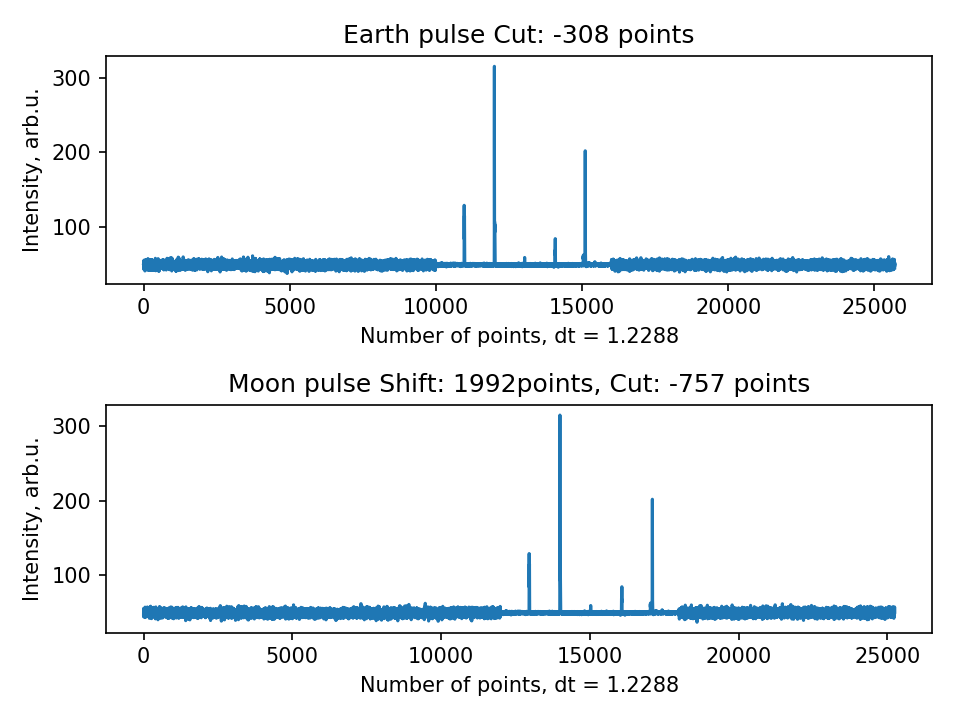 Earth pulse Cut: -308 points
300
200
100
Intensity, arb.u.
0 5000 10000 15000 20000 25000
Number of points, dt = 1.2288
Moon pulse Shift: 1992points, Cut: -757 points
300
200
100
Intensity, arb.u.
0 5000 10000 15000 20000 25000
Number of points, dt = 1.2288